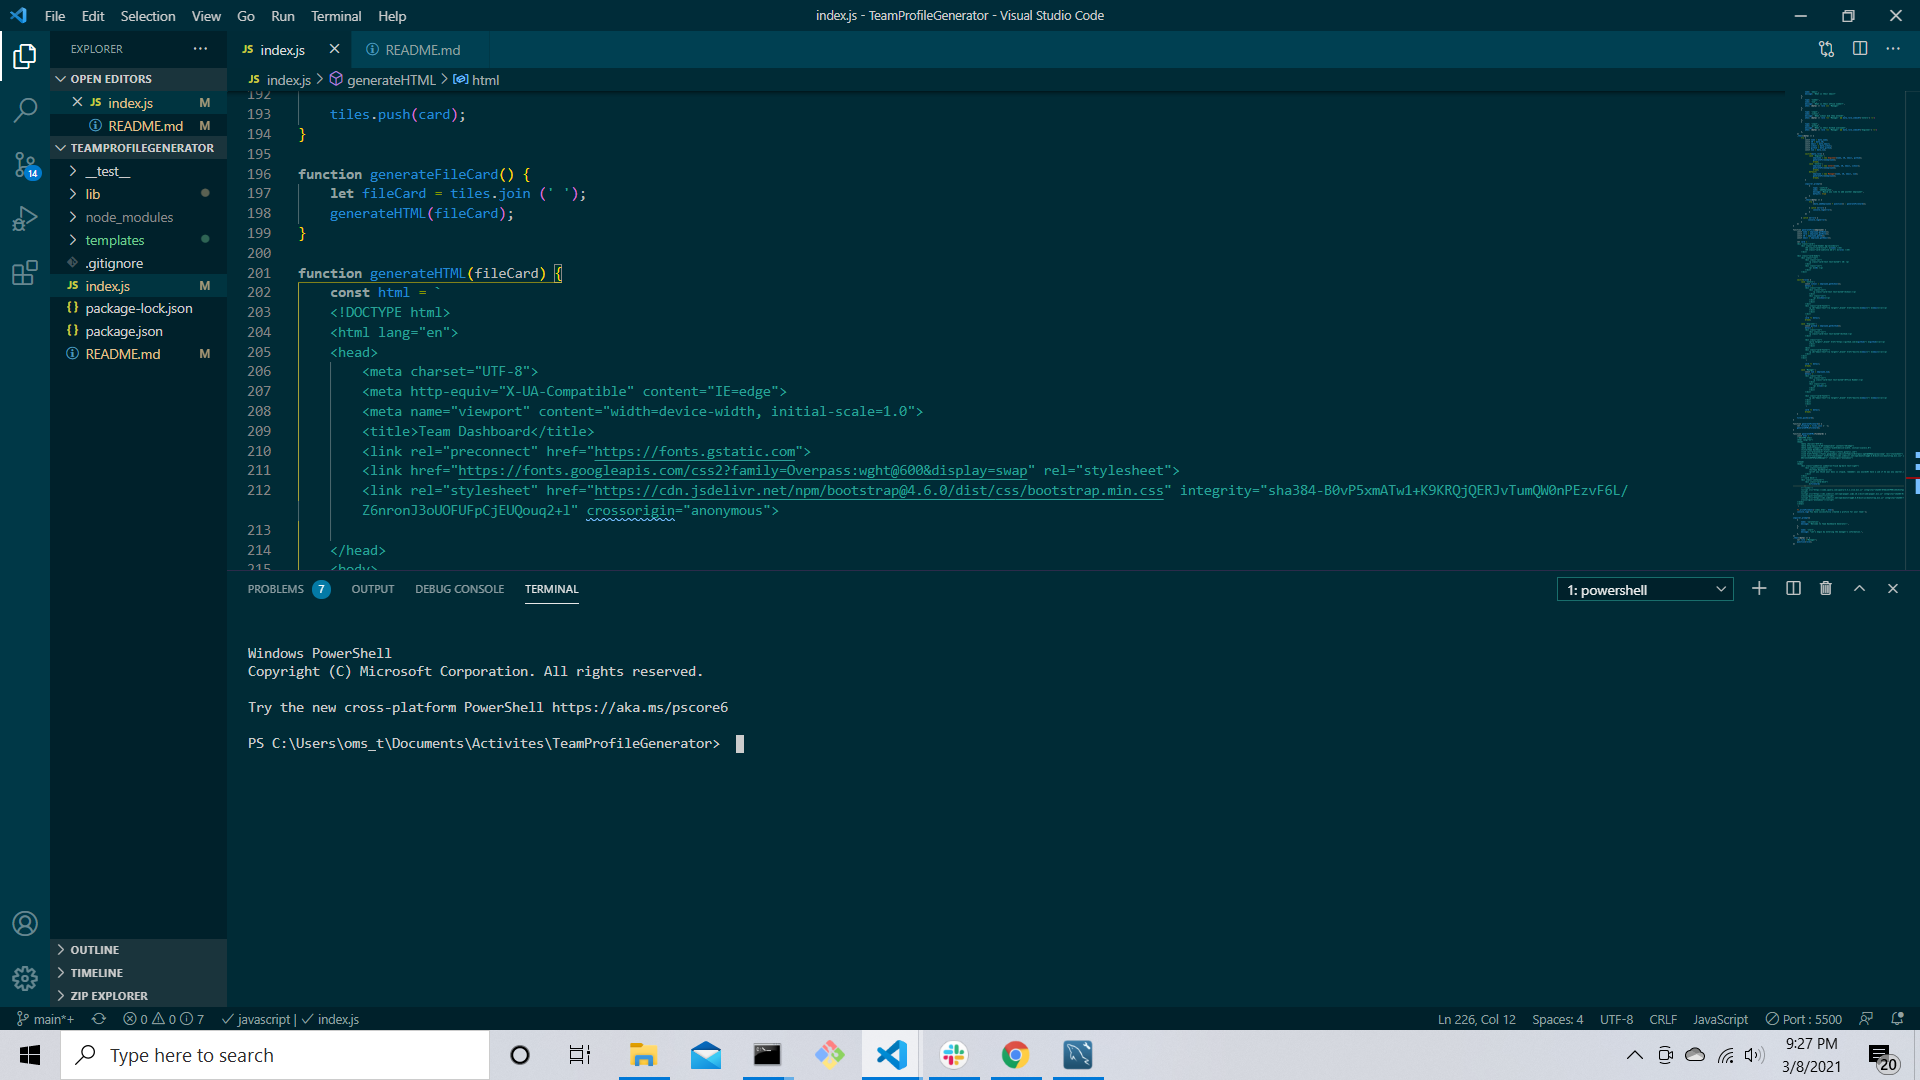 File Edit Selection View Go Run Terminal Help
index.js - TeamProfileGenerator - Visual Studio Code
EXPLORER
JS index.js
README.md
OPEN EDITORS
JS index.js M
README.md M
TEAMPROFILEGENERATOR
__test__
lib
node_modules
templates
.gitignore
JS index.js M
{} package-lock.json
{} package.json
README.md M
14
OUTLINE
TIMELINE
ZIP EXPLORER
JS index.js > generateHTML > html
192
193 tiles.push(card);
194 }
195
196 function generateFileCard() {
197 let fileCard = tiles.join (' ');
198 generateHTML(fileCard);
199 }
200
201 function generateHTML(fileCard) {
202 const html = `
203 <!DOCTYPE html>
204 <html lang="en">
205 <head>
206 <meta charset="UTF-8">
207 <meta http-equiv="X-UA-Compatible" content="IE=edge">
208 <meta name="viewport" content="width=device-width, initial-scale=1.0">
209 <title>Team Dashboard</title>
210 <link rel="preconnect" href="https://fonts.gstatic.com">
211 <link href="https://fonts.googleapis.com/css2?family=Overpass:wght@600&display=swap" rel="stylesheet">
212 <link rel="stylesheet" href="https://cdn.jsdelivr.net/npm/bootstrap@4.6.0/dist/css/bootstrap.min.css" integrity="sha384-B0vP5xmATw1+K9KRQjQERJvTumQW0nPEzvF6L/
Z6nronJ3oUOFUFpCjEUQouq2+l" crossorigin="anonymous">
213
214 </head>
215 <body>
PROBLEMS 7 OUTPUT DEBUG CONSOLE TERMINAL
1: powershell
Windows PowerShell
Copyright (C) Microsoft Corporation. All rights reserved.
Try the new cross-platform PowerShell https://aka.ms/pscore6
PS C:\Users\oms_t\Documents\Activites\TeamProfileGenerator>
main*+ 0 0 7 javascript | index.js
Ln 226, Col 12 Spaces: 4 UTF-8 CRLF JavaScript Port : 5500
Type here to search
9:27 PM
3/8/2021
20